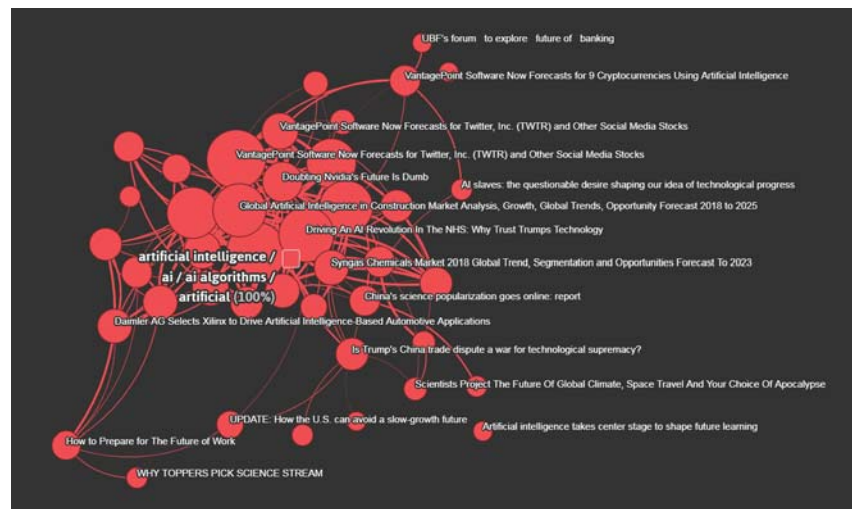 UBF's forum to explore future of banking
VantagePoint Software Now Forecasts for 9 Cryptocurrencies Using Artificial Intelligence
VantagePoint Software Now Forecasts for Twitter, Inc. (TWTR) and Other Social Media Stocks
VantagePoint Software Now Forecasts for Twitter, Inc. (TWTR) and Other Social Media Stocks
Doubting Nvidia's Future Is Dumb
AI slaves: the questionable desire shaping our idea of technological progress
Global Artificial Intelligence in Construction Market Analysis, Growth, Global Trends, Opportunity Forecast 2018 to 2025
Driving An AI Revolution In The NHS: Why Trust Trumps Technology
artificial intelligence /
ai / ai algorithms /
artificial (100%)
Syngas Chemicals Market 2018 Global Trend, Segmentation and Opportunities Forecast To 2023
China's science popularization goes online: report
Daimler AG Selects Xilinx to Drive Artificial Intelligence-Based Automotive Applications
Is Trump's China trade dispute a war for technological supremacy?
Scientists Project The Future Of Global Climate, Space Travel And Your Choice Of Apocalypse
UPDATE: How the U.S. can avoid a slow-growth future
Artificial intelligence takes center stage to shape future learning
How to Prepare for The Future of Work
WHY TOPPERS PICK SCIENCE STREAM